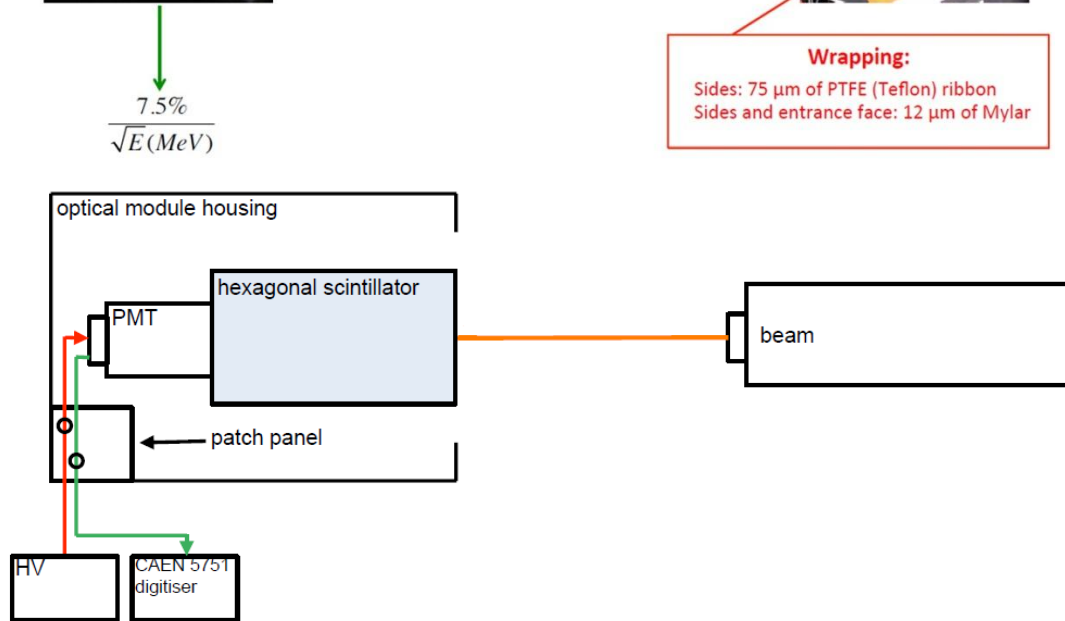 Wrapping:
Sides: 75 µm of PTFE (Teflon) ribbon
Sides and entrance face: 12 µm of Mylar
7.5%
√E(MeV)
optical module housing
hexagonal scintillator
PMT
beam
patch panel
HV
CAEN 5751
digitiser